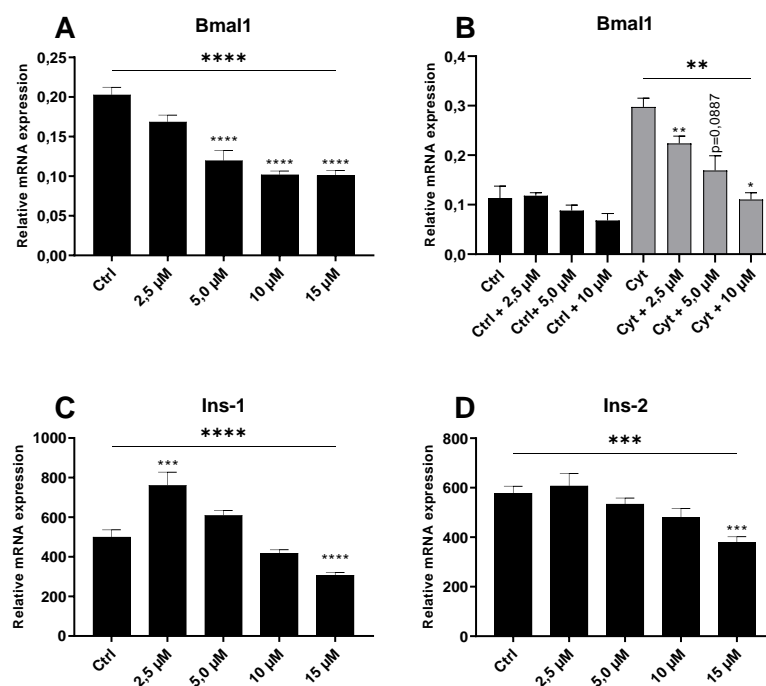 A
Bmal1
****
Relative mRNA expression
0,25
0,20
0,15
0,10
0,05
0,00
****
****
****
Ctrl
2,5 µM
5,0 µM
10 µM
15 µM
B
Bmal1
**
Relative mRNA expression
0,4
0,3
0,2
0,1
0,0
**
p=0,0887
*
Ctrl
Ctrl + 2,5 µM
Ctrl+ 5,0 µM
Ctrl + 10 µM
Cyt
Cyt + 2,5 µM
Cyt + 5,0 µM
Cyt + 10 µM
C
Ins-1
****
Relative mRNA expression
1000
800
600
400
200
0
***
****
Ctrl
2,5 µM
5,0 µM
10 µM
15 µM
D
Ins-2
***
Relative mRNA expression
800
600
400
200
0
***
Ctrl
2,5 µM
5,0 µM
10 µM
15 µM